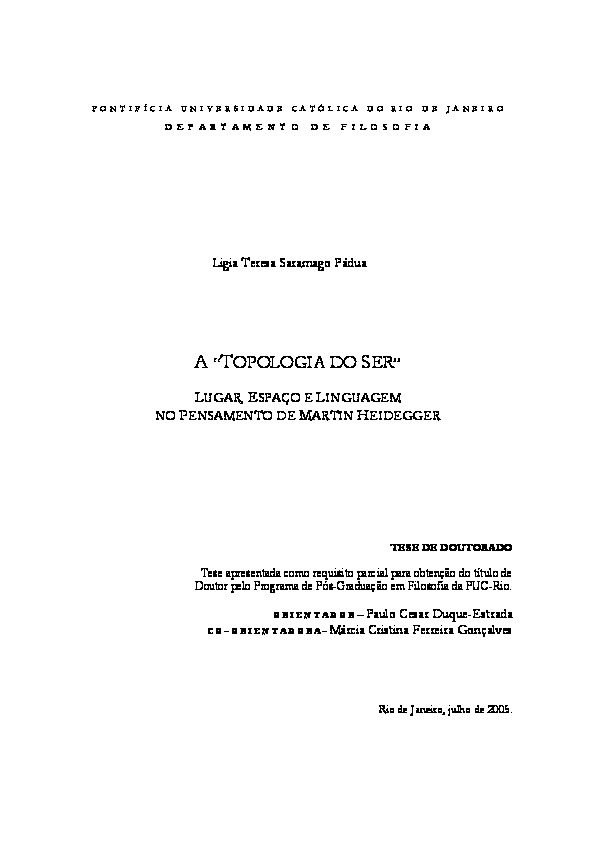 PONTIFÍCIA UNIVERSIDADE CATÓLICA DO RIO DE JANEIRO
DEPARTAMENTO DE FILOSOFIA
Ligia Teresa Saramago Pádua
A "TOPOLOGIA DO SER"
LUGAR, ESPAÇO E LINGUAGEM
NO PENSAMENTO DE MARTIN HEIDEGGER
TESE DE DOUTORADO
Tese apresentada como requisito parcial para obtenção do título de
Doutor pelo Programa de Pós-Graduação em Filosofia da PUC-Rio.
ORIENTADOR – Paulo Cesar Duque-Estrada
CO-ORIENTADORA– Márcia Cristina Ferreira Gonçalves
Rio de Janeiro, julho de 2005.